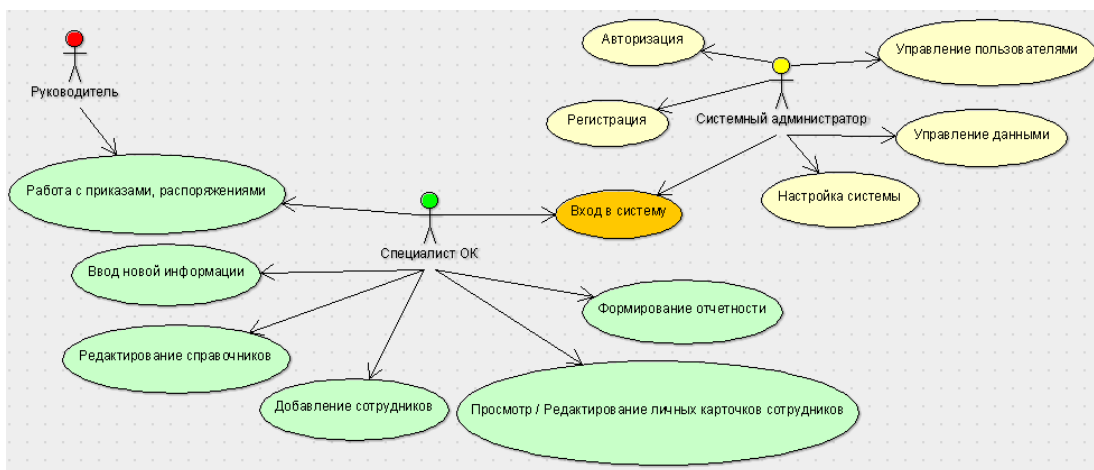 Авторизация
Управление пользователями
Руководитель
Регистрация
Системный администратор
Управление данными
Работа с приказами, распоряжениями
Настройка системы
Вход в систему
Специалист ОК
Ввод новой информации
Формирование отчетности
Редактирование справочников
Добавление сотрудников
Просмотр / Редактирование личных карточков сотрудников